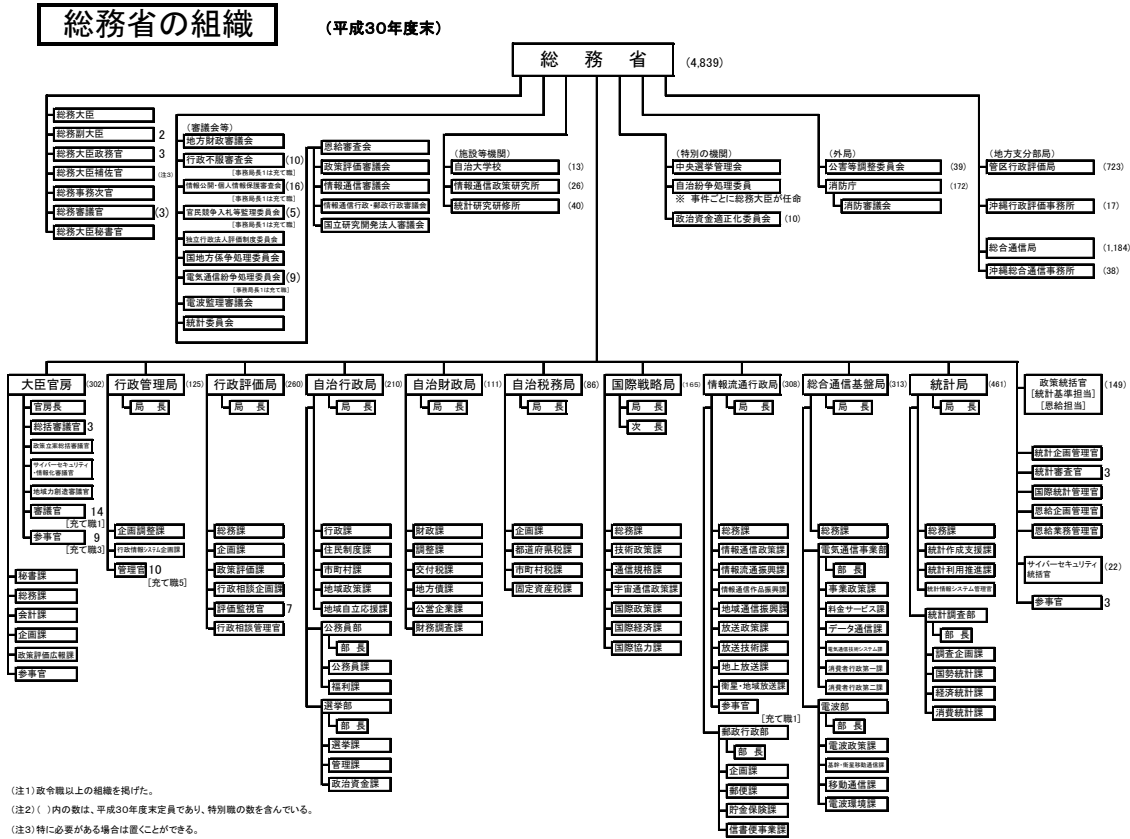 総務省の組織
(平成30年度末)
総務省 (4,839)
総務大臣
総務副大臣 2
総務大臣政務官 3
総務大臣補佐官 (注3)
総務事務次官
総務審議官 (3)
総務大臣秘書官
(審議会等)
地方財政審議会
行政不服審査会 (10)
[事務局長1は充て職]
情報公開・個人情報保護審査会 (16)
[事務局長1は充て職]
官民競争入札等監理委員会 (5)
[事務局長1は充て職]
独立行政法人評価制度委員会
国地方係争処理委員会
電気通信紛争処理委員会 (9)
[事務局長1は充て職]
電波監理審議会
統計委員会
恩給審査会
政策評価審議会
情報通信審議会
情報通信行政・郵政行政審議会
国立研究開発法人審議会
(施設等機関)
自治大学校 (13)
情報通信政策研究所 (26)
統計研究研修所 (40)
(特別の機関)
中央選挙管理会
自治紛争処理委員
※ 事件ごとに総務大臣が任命
政治資金適正化委員会 (10)
(外局)
公害等調整委員会 (39)
消防庁 (172)
消防審議会
(地方支分部局)
管区行政評価局 (723)
沖縄行政評価事務所 (17)
総合通信局 (1,184)
沖縄総合通信事務所 (38)
大臣官房 (302)
官房長
総括審議官 3
政策立案総括審議官
サイバーセキュリティ
・情報化審議官
地域力創造審議官
審議官 14
[充て職1]
参事官 9
[充て職3]
秘書課
総務課
会計課
企画課
政策評価広報課
参事官
行政管理局 (125)
局 長
企画調整課
行政情報システム企画課
管理官 10
[充て職5]
行政評価局 (260)
局 長
総務課
企画課
政策評価課
行政相談企画課
評価監視官 7
行政相談管理官
自治行政局 (210)
局 長
行政課
住民制度課
市町村課
地域政策課
地域自立応援課
公務員部
部 長
公務員課
福利課
選挙部
部 長
選挙課
管理課
政治資金課
自治財政局 (111)
局 長
財政課
調整課
交付税課
地方債課
公営企業課
財務調査課
自治税務局 (86)
局 長
企画課
都道府県税課
市町村税課
固定資産税課
国際戦略局 (165)
局 長
次 長
総務課
技術政策課
通信規格課
宇宙通信政策課
国際政策課
国際経済課
国際協力課
情報流通行政局 (308)
局 長
総務課
情報通信政策課
情報流通振興課
情報通信作品振興課
地域通信振興課
放送政策課
放送技術課
地上放送課
衛星・地域放送課
参事官
[充て職1]
郵政行政部
部 長
企画課
郵便課
貯金保険課
信書便事業課
総合通信基盤局 (313)
局 長
総務課
電気通信事業部
部 長
事業政策課
料金サービス課
データ通信課
電気通信技術システム課
消費者行政第一課
消費者行政第二課
電波部
部 長
電波政策課
基幹・衛星移動通信課
移動通信課
電波環境課
統計局 (461)
局 長
総務課
統計作成支援課
統計利用推進課
統計情報システム管理官
統計調査部
部 長
調査企画課
国勢統計課
経済統計課
消費統計課
政策統括官 (149)
[統計基準担当]
[恩給担当]
統計企画管理官
統計審査官 3
国際統計管理官
恩給企画管理官
恩給業務管理官
サイバーセキュリティ
統括官 (22)
参事官 3
(注1)政令職以上の組織を掲げた。
(注2)( )内の数は、平成30年度末定員であり、特別職の数を含んでいる。
(注3)特に必要がある場合は置くことができる。